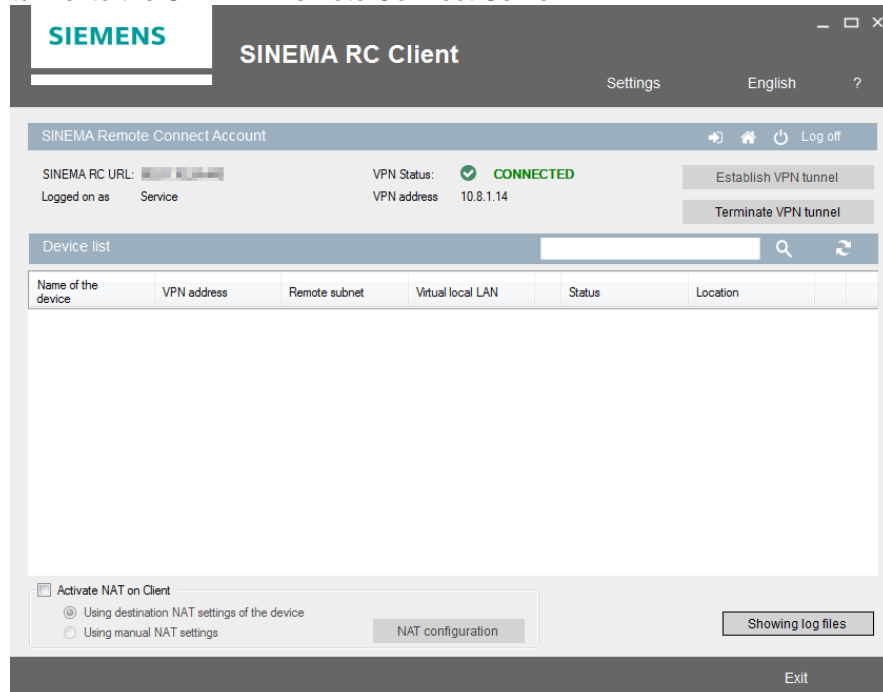 SIEMENS
SINEMA RC Client
Settings English ?
SINEMA Remote Connect Account Log off
SINEMA RC URL: VPN Status: CONNECTED Establish VPN tunnel
Logged on as Service VPN address 10.8.1.14
Terminate VPN tunnel
Device list
Name of the device VPN address Remote subnet Virtual local LAN Status Location
Activate NAT on Client
Using destination NAT settings of the device
Using manual NAT settings NAT configuration Showing log files
Exit